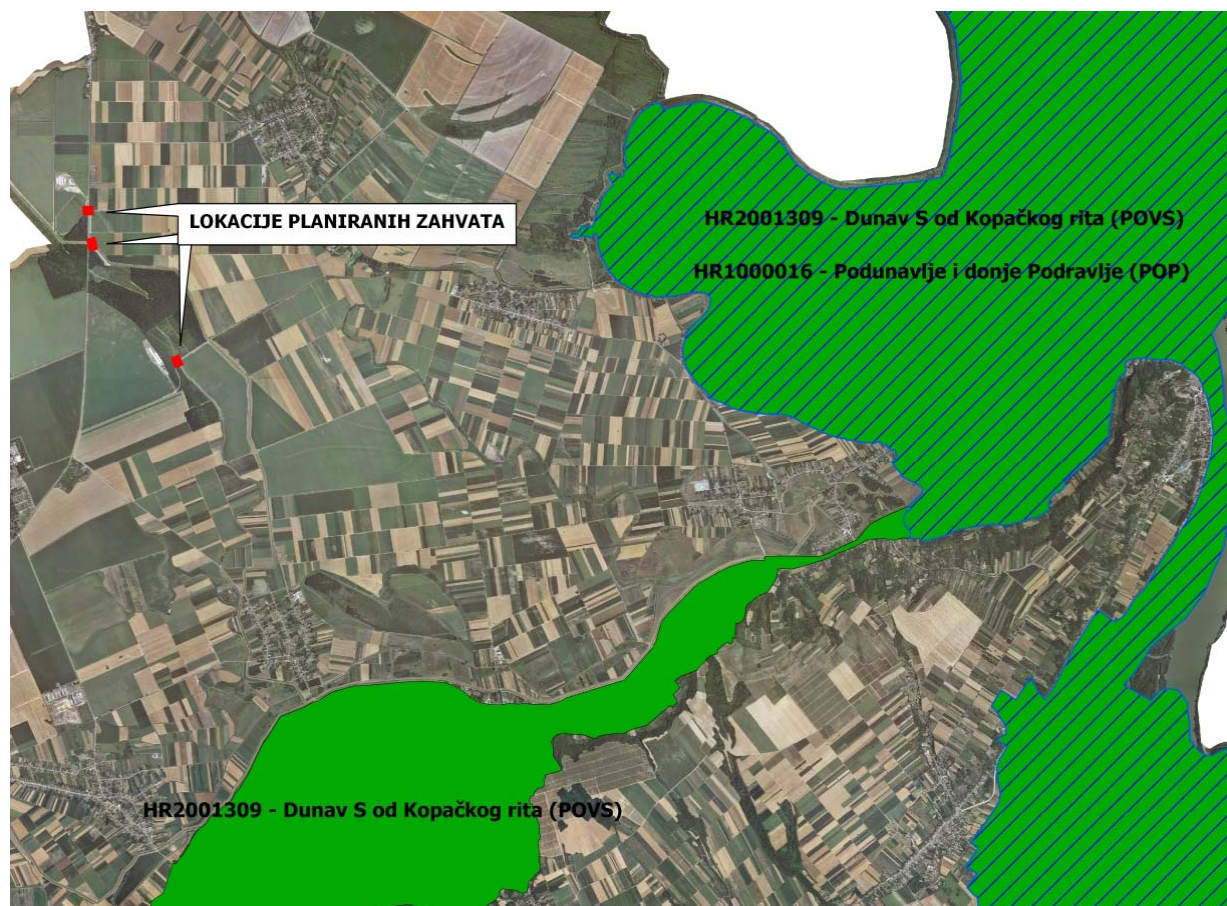 LOKACIJE PLANIRANIH ZAHVATA
HR2001309 - Dunav S od Kopačkog rita (POVS)
HR1000016 - Podunavlje i donje Podravlje (POP)
HR2001309 - Dunav S od Kopačkog rita (POVS)